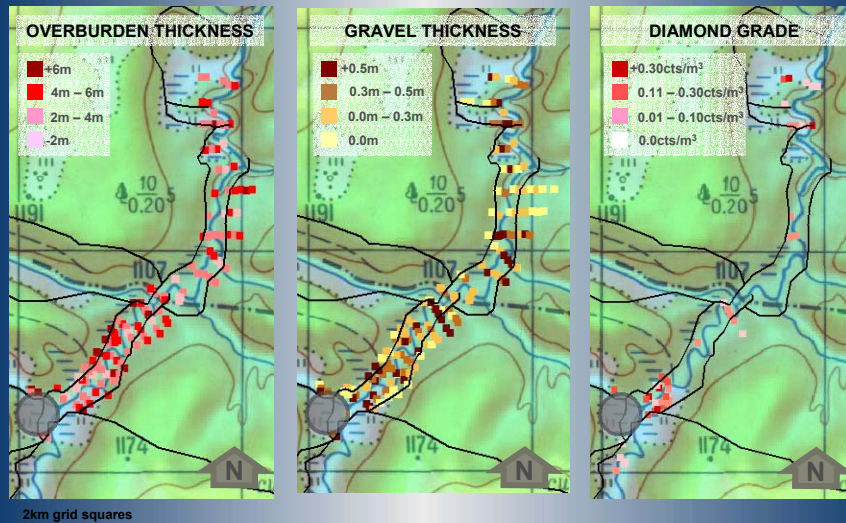 OVERBURDEN THICKNESS
+6m
4m – 6m
2m – 4m
-2m
10
0.20 5
1191
1107
1174
N
2km grid squares
GRAVEL THICKNESS
+0.5m
0.3m – 0.5m
0.0m – 0.3m
0.0m
10
0.20 5
1191
1107
1174
N
DIAMOND GRADE
+0.30cts/m³
0.11 – 0.30cts/m³
0.01 – 0.10cts/m³
0.0cts/m³
10
0.20 5
1191
1107
1174
N